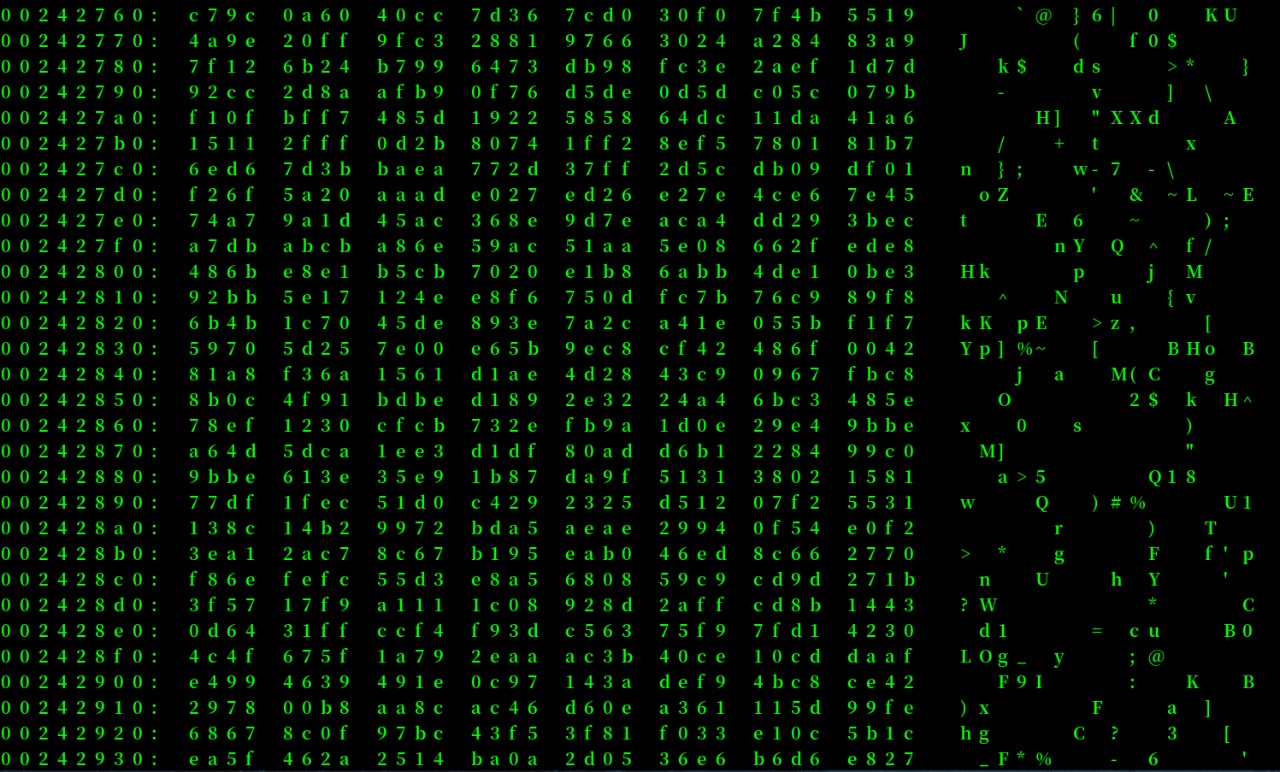 00242760: c79c 0a60 40cc 7d36 7cd0 30f0 7f4b 5519 `@ }6| 0 KU
00242770: 4a9e 20ff 9fc3 2881 9766 3024 a284 83a9 J ( f0$
00242780: 7f12 6b24 b799 6473 db98 fc3e 2aef 1d7d k$ ds >* }
00242790: 92cc 2d8a afb9 0f76 d5de 0d5d c05c 079b - v ] \
002427a0: f10f bff7 485d 1922 5858 64dc 11da 41a6 H] "XXd A
002427b0: 1511 2fff 0d2b 8074 1ff2 8ef5 7801 81b7 / + t x
002427c0: 6ed6 7d3b baea 772d 37ff 2d5c db09 df01 n }; w-7 -\
002427d0: f26f 5a20 aaad e027 ed26 e27e 4ce6 7e45 oZ ' & ~L ~E
002427e0: 74a7 9a1d 45ac 368e 9d7e aca4 dd29 3bec t E 6 ~ );
002427f0: a7db abcb a86e 59ac 51aa 5e08 662f ede8 nY Q ^ f/
00242800: 486b e8e1 b5cb 7020 e1b8 6abb 4de1 0be3 Hk p j M
00242810: 92bb 5e17 124e e8f6 750d fc7b 76c9 89f8 ^ N u {v
00242820: 6b4b 1c70 45de 893e 7a2c a41e 055b f1f7 kK pE >z, [
00242830: 5970 5d25 7e00 e65b 9ec8 cf42 486f 0042 Yp]%~ [ BHo B
00242840: 81a8 f36a 1561 d1ae 4d28 43c9 0967 fbc8 j a M(C g
00242850: 8b0c 4f91 bdbe d189 2e32 24a4 6bc3 485e O 2$ k H^
00242860: 78ef 1230 cfcb 732e fb9a 1d0e 29e4 9bbe x 0 s )
00242870: a64d 5dca 1ee3 d1df 80ad d6b1 2284 99c0 M] "
00242880: 9bbe 613e 35e9 1b87 da9f 5131 3802 1581 a>5 Q18
00242890: 77df 1fec 51d0 c429 2325 d512 07f2 5531 w Q )#% U1
002428a0: 138c 14b2 9972 bda5 aeae 2994 0f54 e0f2 r ) T
002428b0: 3ea1 2ac7 8c67 b195 eab0 46ed 8c66 2770 > * g F f'p
002428c0: f86e fefc 55d3 e8a5 6808 59c9 cd9d 271b n U h Y '
002428d0: 3f57 17f9 a111 1c08 928d 2aff cd8b 1443 ?W * C
002428e0: 0d64 31ff ccf4 f93d c563 75f9 7fd1 4230 d1 = cu B0
002428f0: 4c4f 675f 1a79 2eaa ac3b 40ce 10cd daaf LOg_ y ;@
00242900: e499 4639 491e 0c97 143a def9 4bc8 ce42 F9I : K B
00242910: 2978 00b8 aa8c ac46 d60e a361 115d 99fe )x F a ]
00242920: 6867 8c0f 97bc 43f5 3f81 f033 e10c 5b1c hg C ? 3 [
00242930: ea5f 462a 2514 ba0a 2d05 36e6 b6d6 e827 _F*% - 6 '